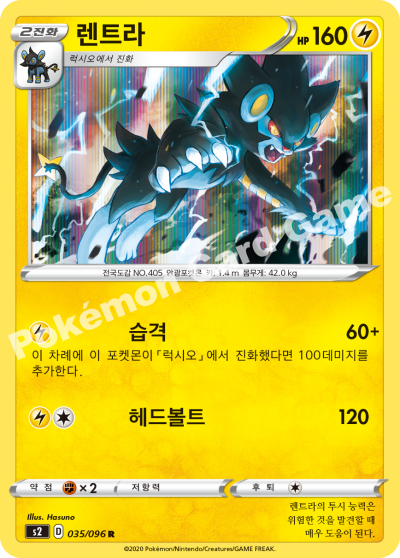 2진화 렌트라 HP 160
럭시오에서 진화
전국도감 NO.405 안광포켓몬 키: 1.4 m 몸무게: 42.0 kg
Pokémon Card Game
습격 60+
이 차례에 이 포켓몬이 「럭시오」에서 진화했다면 100데미지를
추가한다.
헤드볼트 120
약점 ×2 저항력 후퇴
Illus. Hasuno
s2 D 035/096 R
렌트라의 투시 능력은
위험한 것을 발견할 때
매우 도움이 된다.
©2020 Pokémon/Nintendo/Creatures/GAME FREAK.